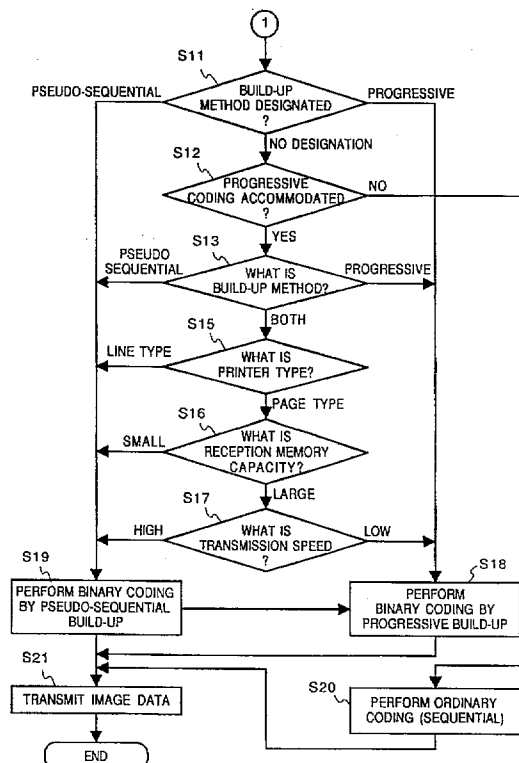 1
S11
BUILD-UP
METHOD DESIGNATED
?
PSEUDO-SEQUENTIAL
PROGRESSIVE
NO DESIGNATION
S12
PROGRESSIVE
CODING ACCOMMODATED
?
NO
YES
S13
PSEUDO
SEQUENTIAL
WHAT IS
BUILD-UP METHOD?
PROGRESSIVE
BOTH
S15
LINE TYPE
WHAT IS
PRINTER TYPE?
PAGE TYPE
S16
SMALL
WHAT IS
RECEPTION MEMORY
CAPACITY?
LARGE
S17
HIGH
WHAT IS
TRANSMISSION SPEED
?
LOW
S19
PERFORM BINARY CODING
BY PSEUDO-SEQUENTIAL
BUILD-UP
S18
PERFORM
BINARY CODING BY
PROGRESSIVE BUILD-UP
S21
TRANSMIT IMAGE DATA
S20
PERFORM ORDINARY
CODING (SEQUENTIAL)
END